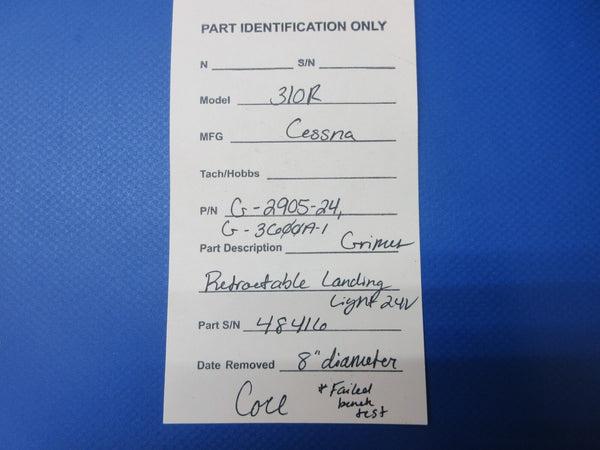 PART IDENTIFICATION ONLY
N S/N
Model 310R
MFG Cessna
Tach/Hobbs
P/N G-2905-24,
G-3600A-1
Part Description Grimes
Retractable Landing
Light 24V
Part S/N 48416
Date Removed 8" diameter
Core * Failed
bench
test